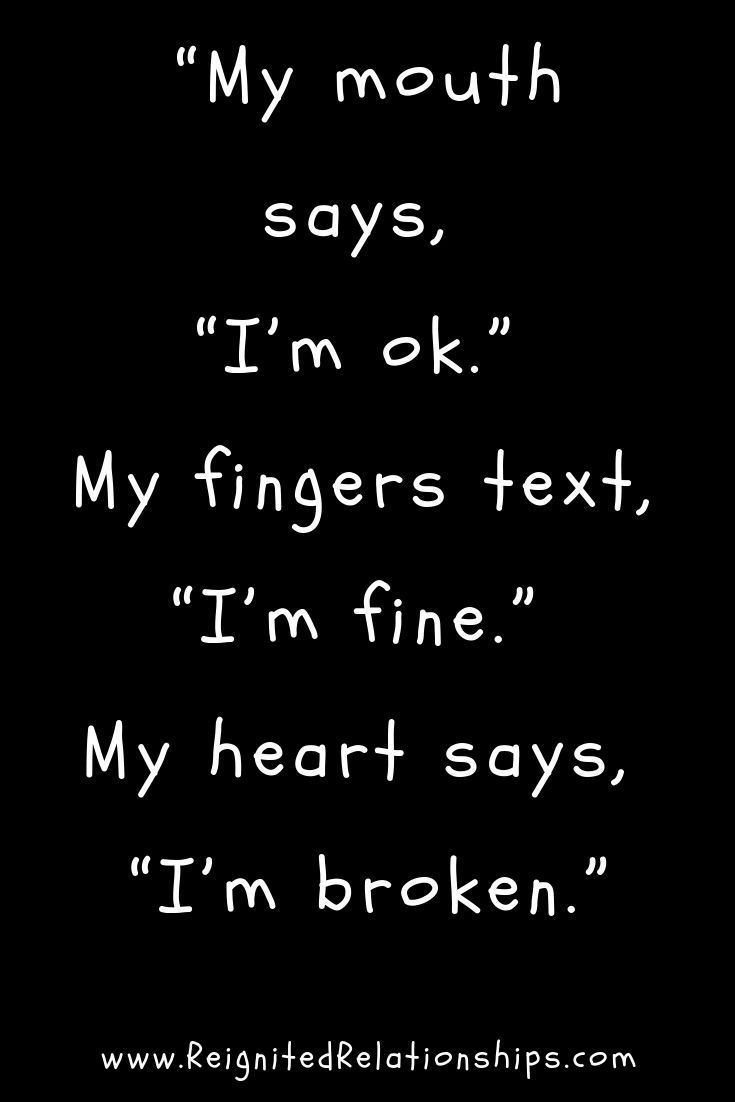 “My mouth
says,
“I’m ok.”
My fingers text,
“I’m fine.”
My heart says,
“I’m broken.”
www.ReignitedRelationships.com